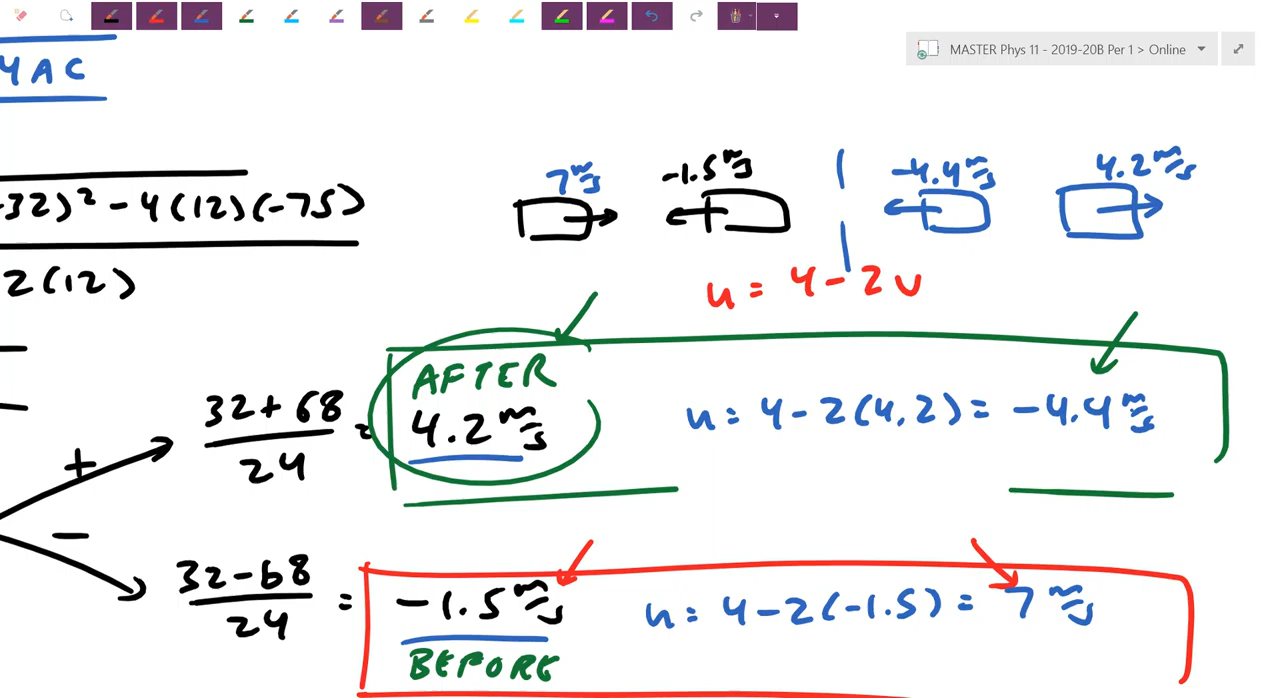 MASTER Phys 11 - 2019-20B Per 1 > Online
4AC
-32)² - 4(12)(-75)
2(12)
7 m/s
-1.5 m/s
-4.4 m/s
4.2 m/s
u = 4 - 2v
AFTER
32+68/24 = 4.2 m/s u = 4 - 2(4.2) = -4.4 m/s
+
-
32-68/24 = -1.5 m/s u = 4 - 2(-1.5) = 7 m/s
BEFORE